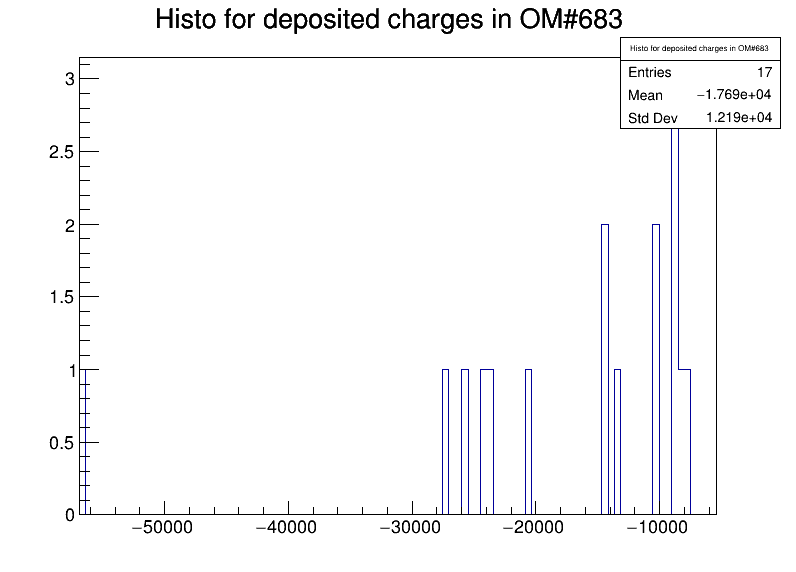 Histo for deposited charges in OM#683
Histo for deposited charges in OM#683
Entries 17
Mean −1.769e+04
Std Dev 1.219e+04
3
2.5
2
1.5
1
0.5
0
−50000 −40000 −30000 −20000 −10000